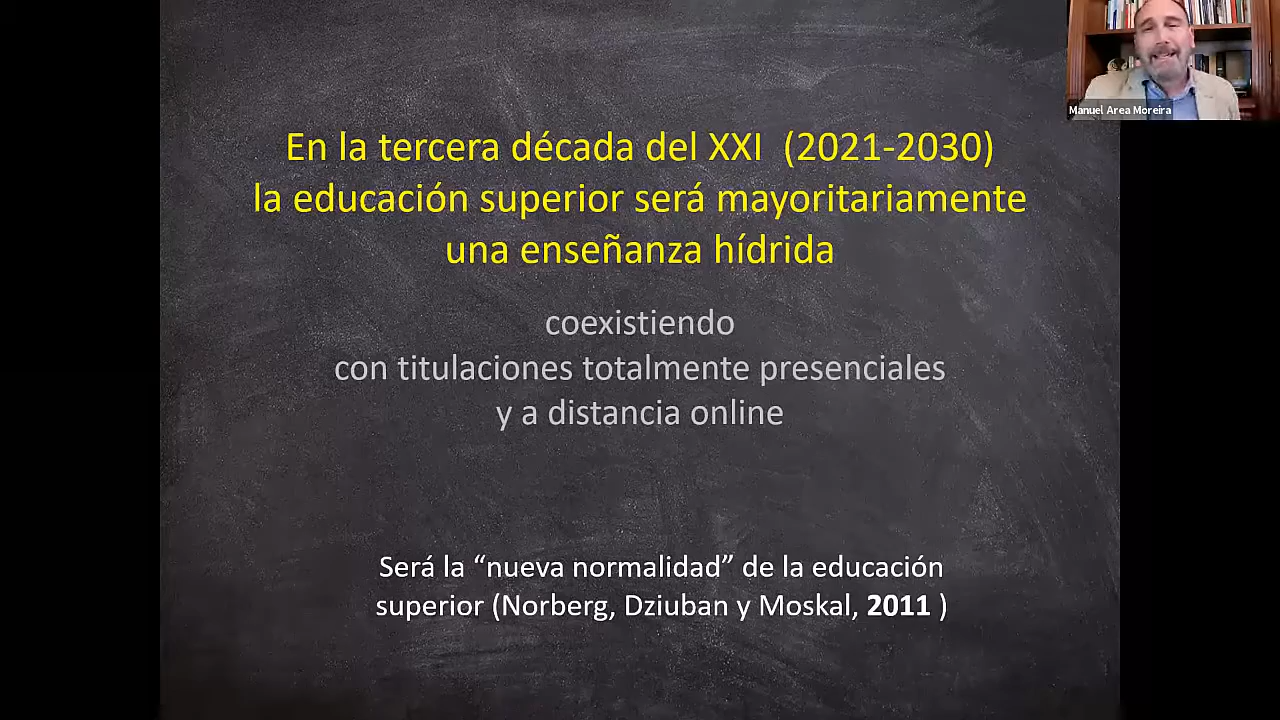 Manuel Area Moreira
En la tercera década del XXI (2021-2030)
la educación superior será mayoritariamente
una enseñanza hídrida
coexistiendo
con titulaciones totalmente presenciales
y a distancia online
Será la “nueva normalidad” de la educación
superior (Norberg, Dziuban y Moskal, 2011 )